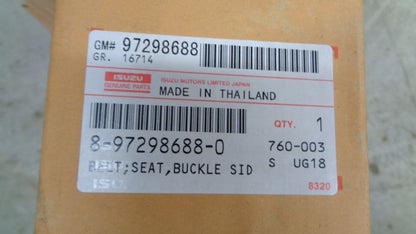 GM# 97298688
GR. 16714
ISUZU
GENUINE PARTS
ISUZU MOTORS LIMITED JAPAN
MADE IN THAILAND
QTY. 1
8-97298688-0 760-003
BELT;SEAT,BUCKLE SID S UG18
8320